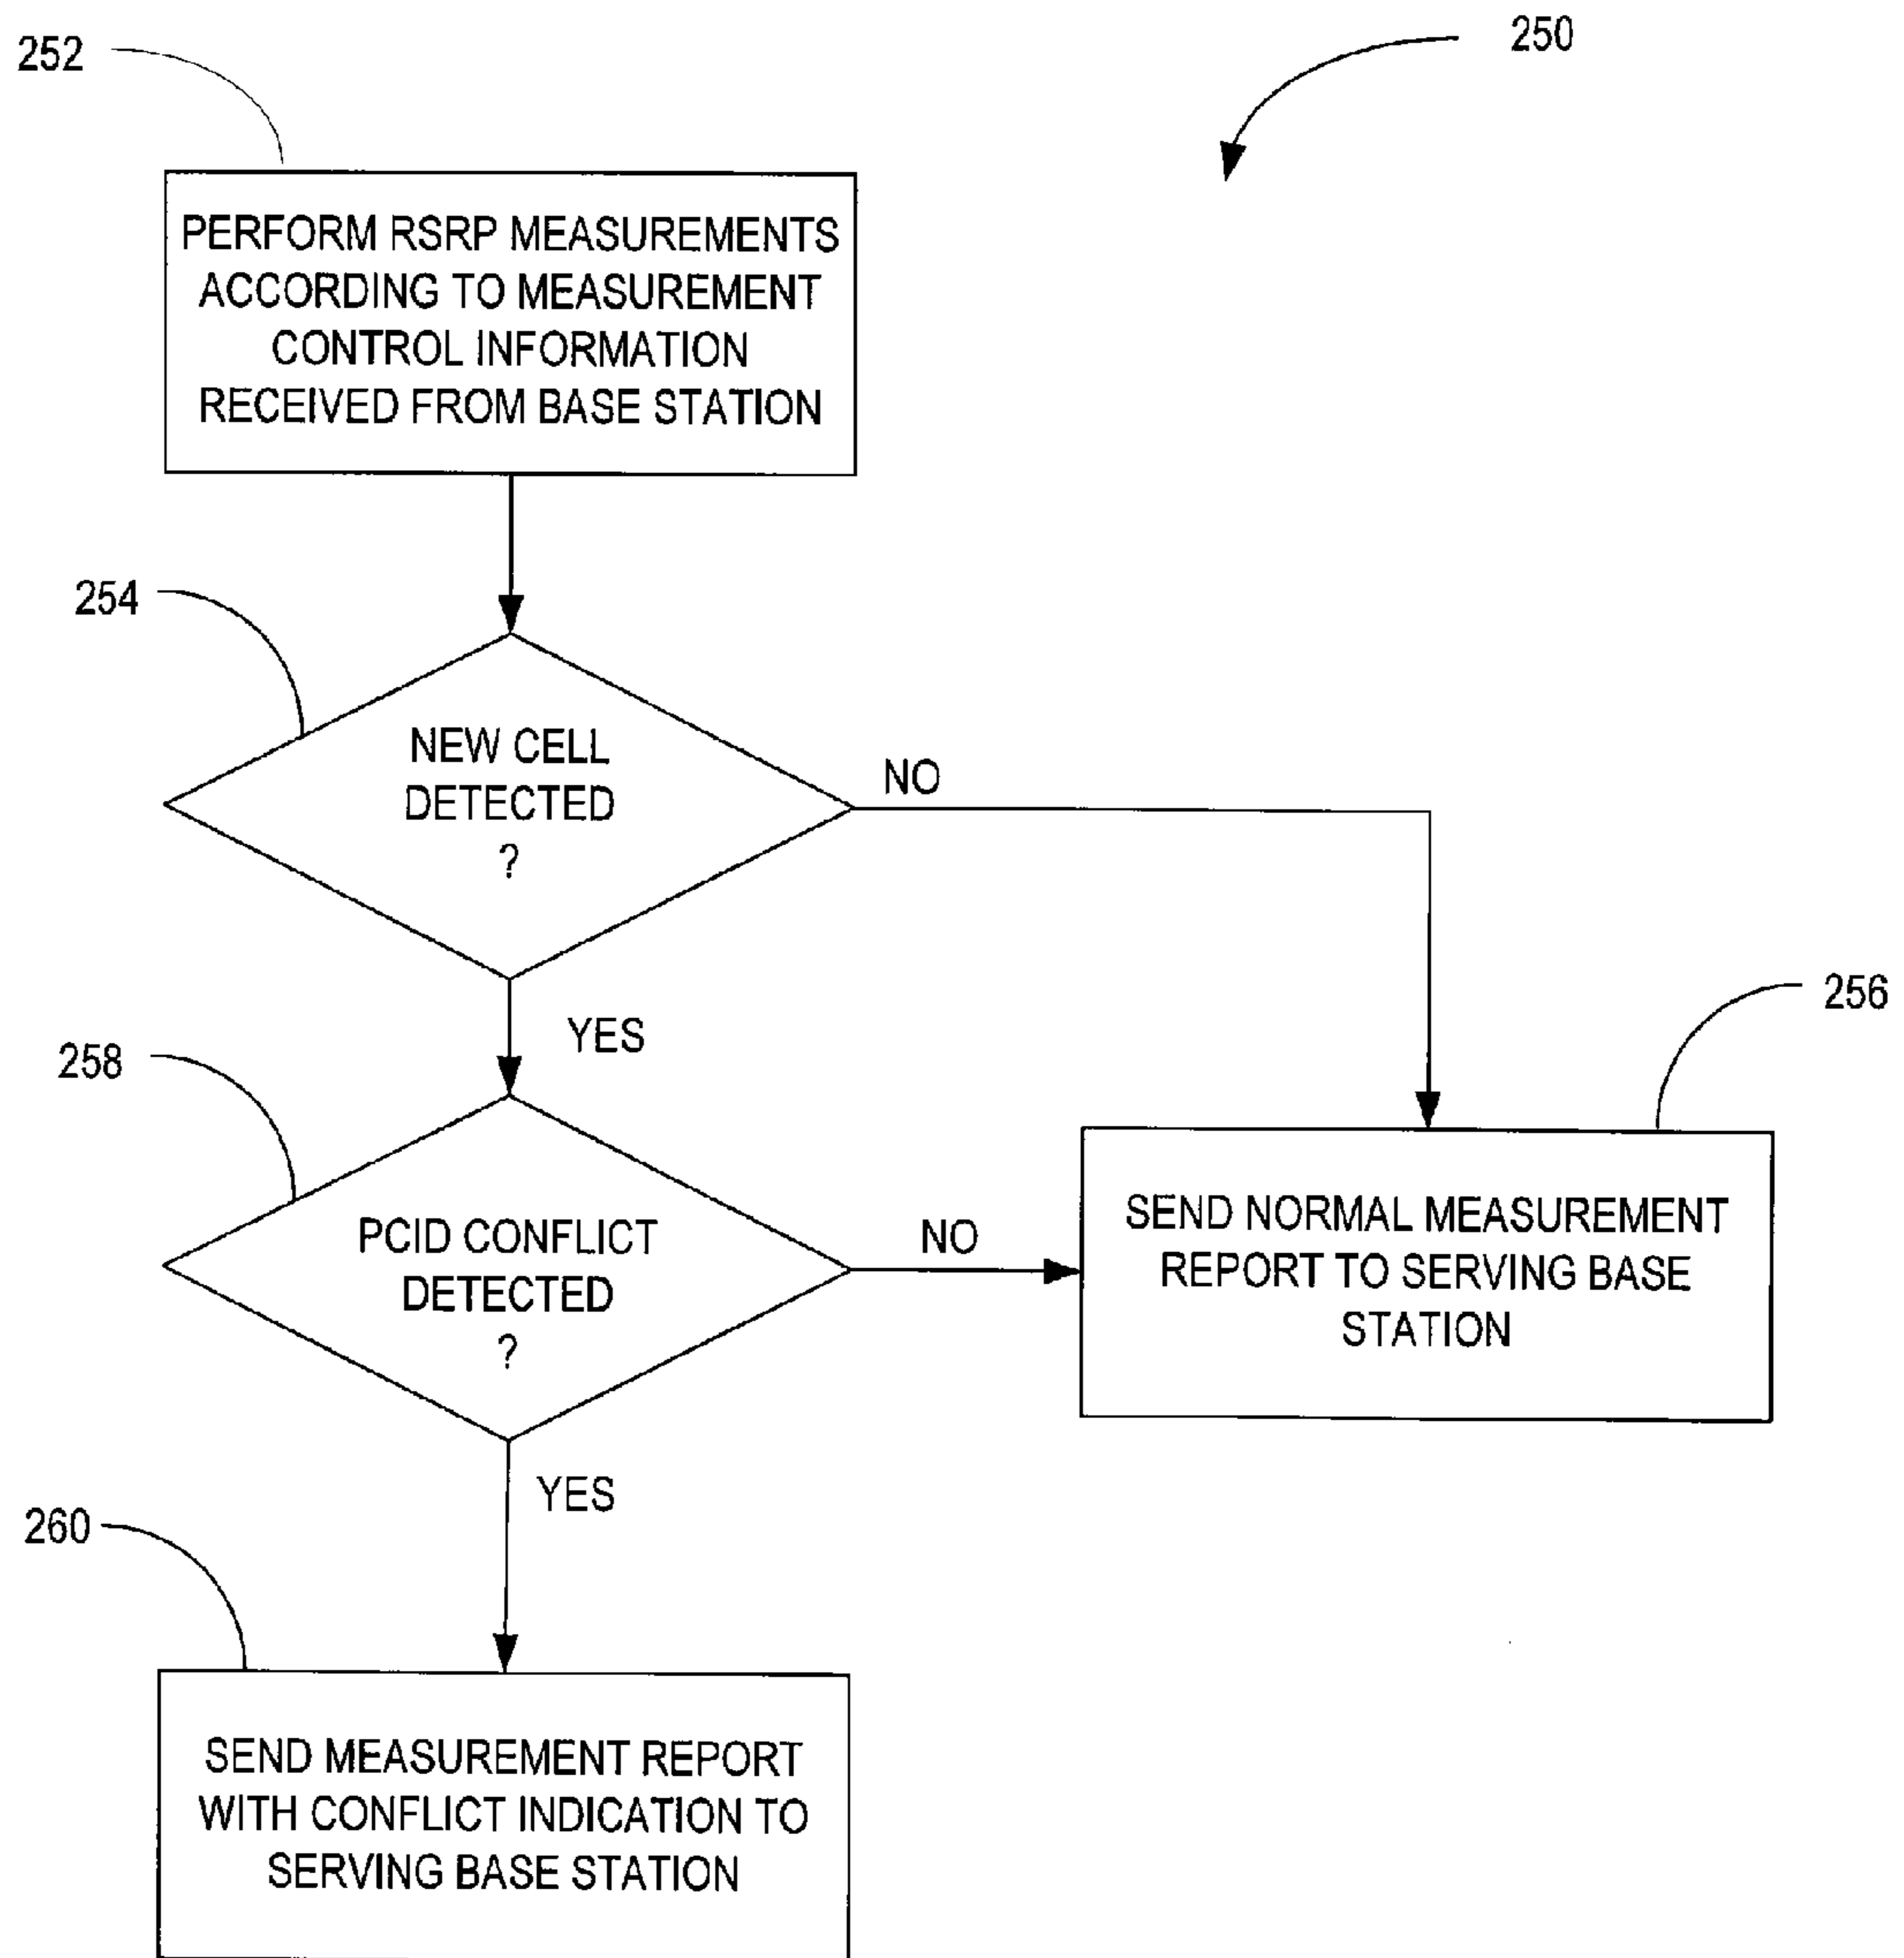 250
252
PERFORM RSRP MEASUREMENTS
ACCORDING TO MEASUREMENT
CONTROL INFORMATION
RECEIVED FROM BASE STATION
254
NEW CELL
DETECTED
?
NO
YES
256
258
PCID CONFLICT
DETECTED
?
NO
SEND NORMAL MEASUREMENT
REPORT TO SERVING BASE
STATION
YES
260
SEND MEASUREMENT REPORT
WITH CONFLICT INDICATION TO
SERVING BASE STATION